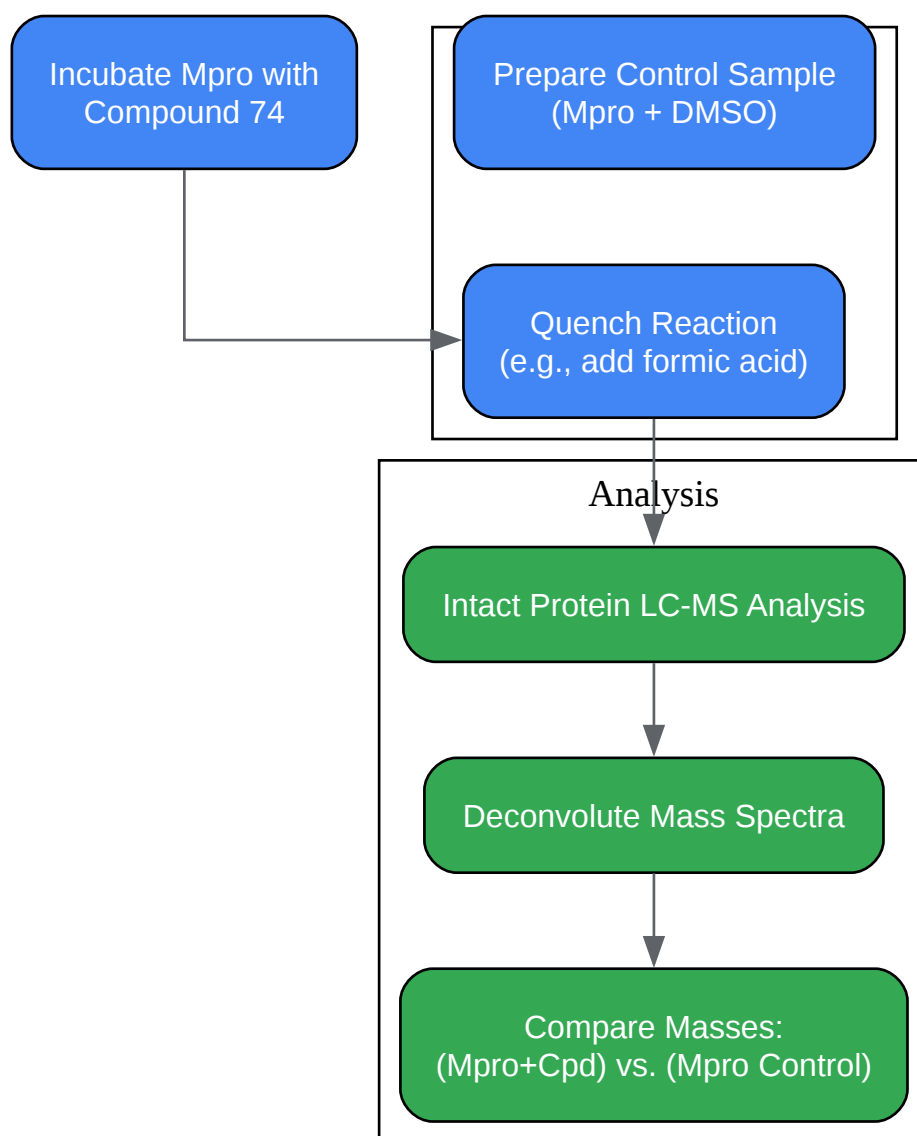 Incubate Mpro with
Compound 74
Prepare Control Sample
(Mpro + DMSO)
Quench Reaction
(e.g., add formic acid)
Analysis
Intact Protein LC-MS Analysis
Deconvolute Mass Spectra
Compare Masses:
(Mpro+Cpd) vs. (Mpro Control)